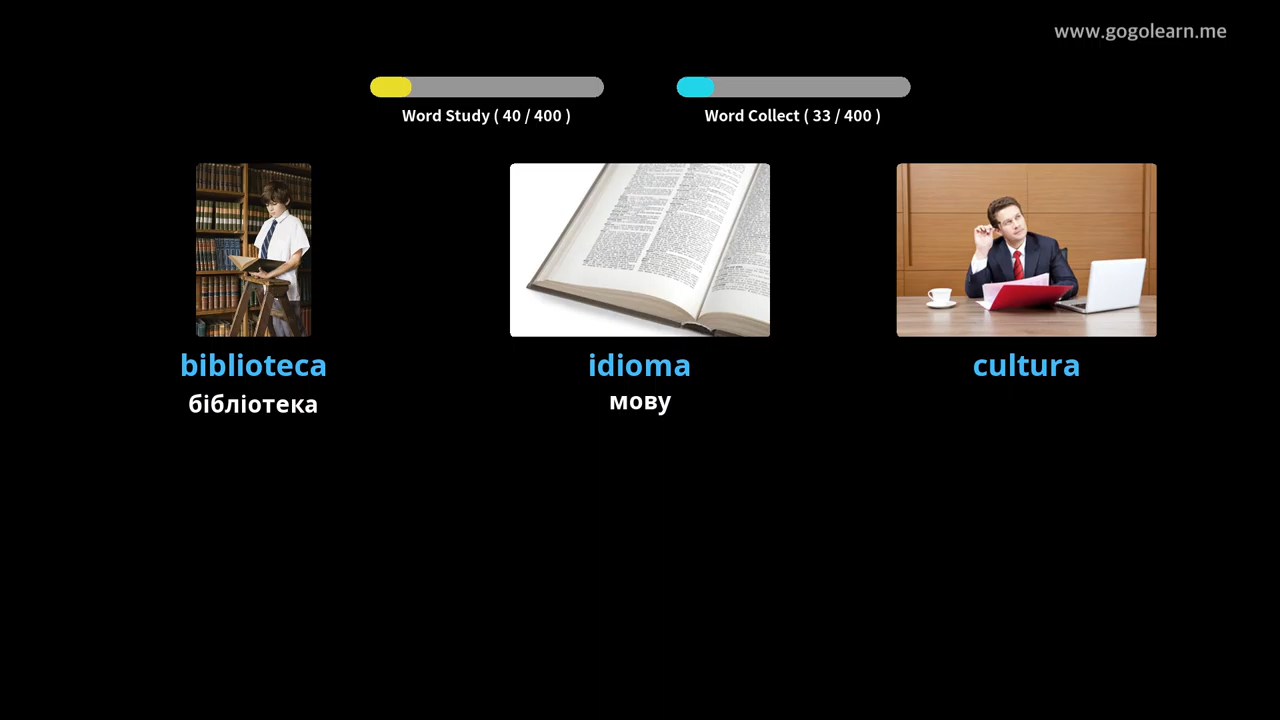 www.gogolearn.me
Word Study ( 40 / 400 )
Word Collect ( 33 / 400 )
biblioteca
бібліотека
idioma
мову
cultura